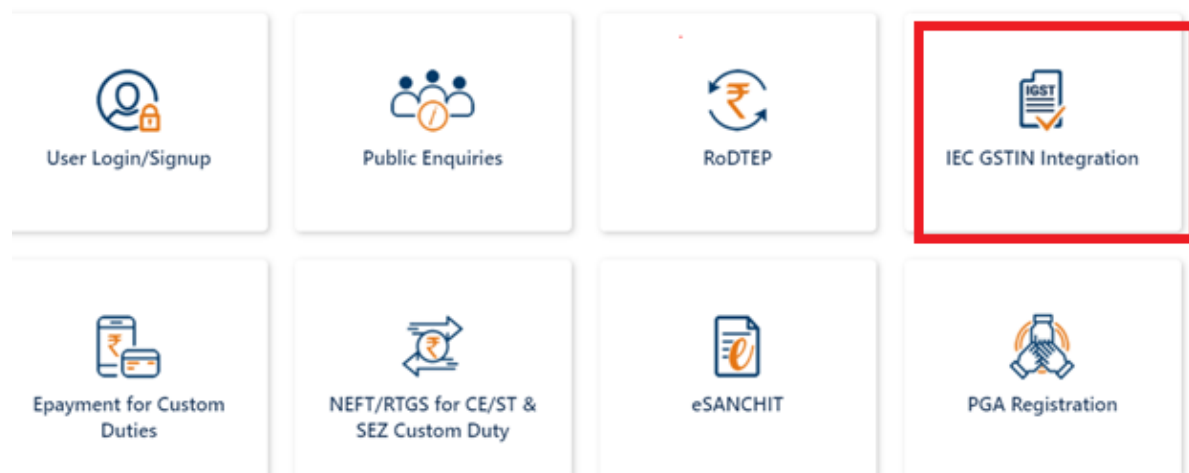 User Login/Signup
Public Enquiries
RoDTEP
IGST
IEC GSTIN Integration
Epayment for Custom
Duties
NEFT/RTGS for CE/ST &
SEZ Custom Duty
eSANCHIT
PGA Registration